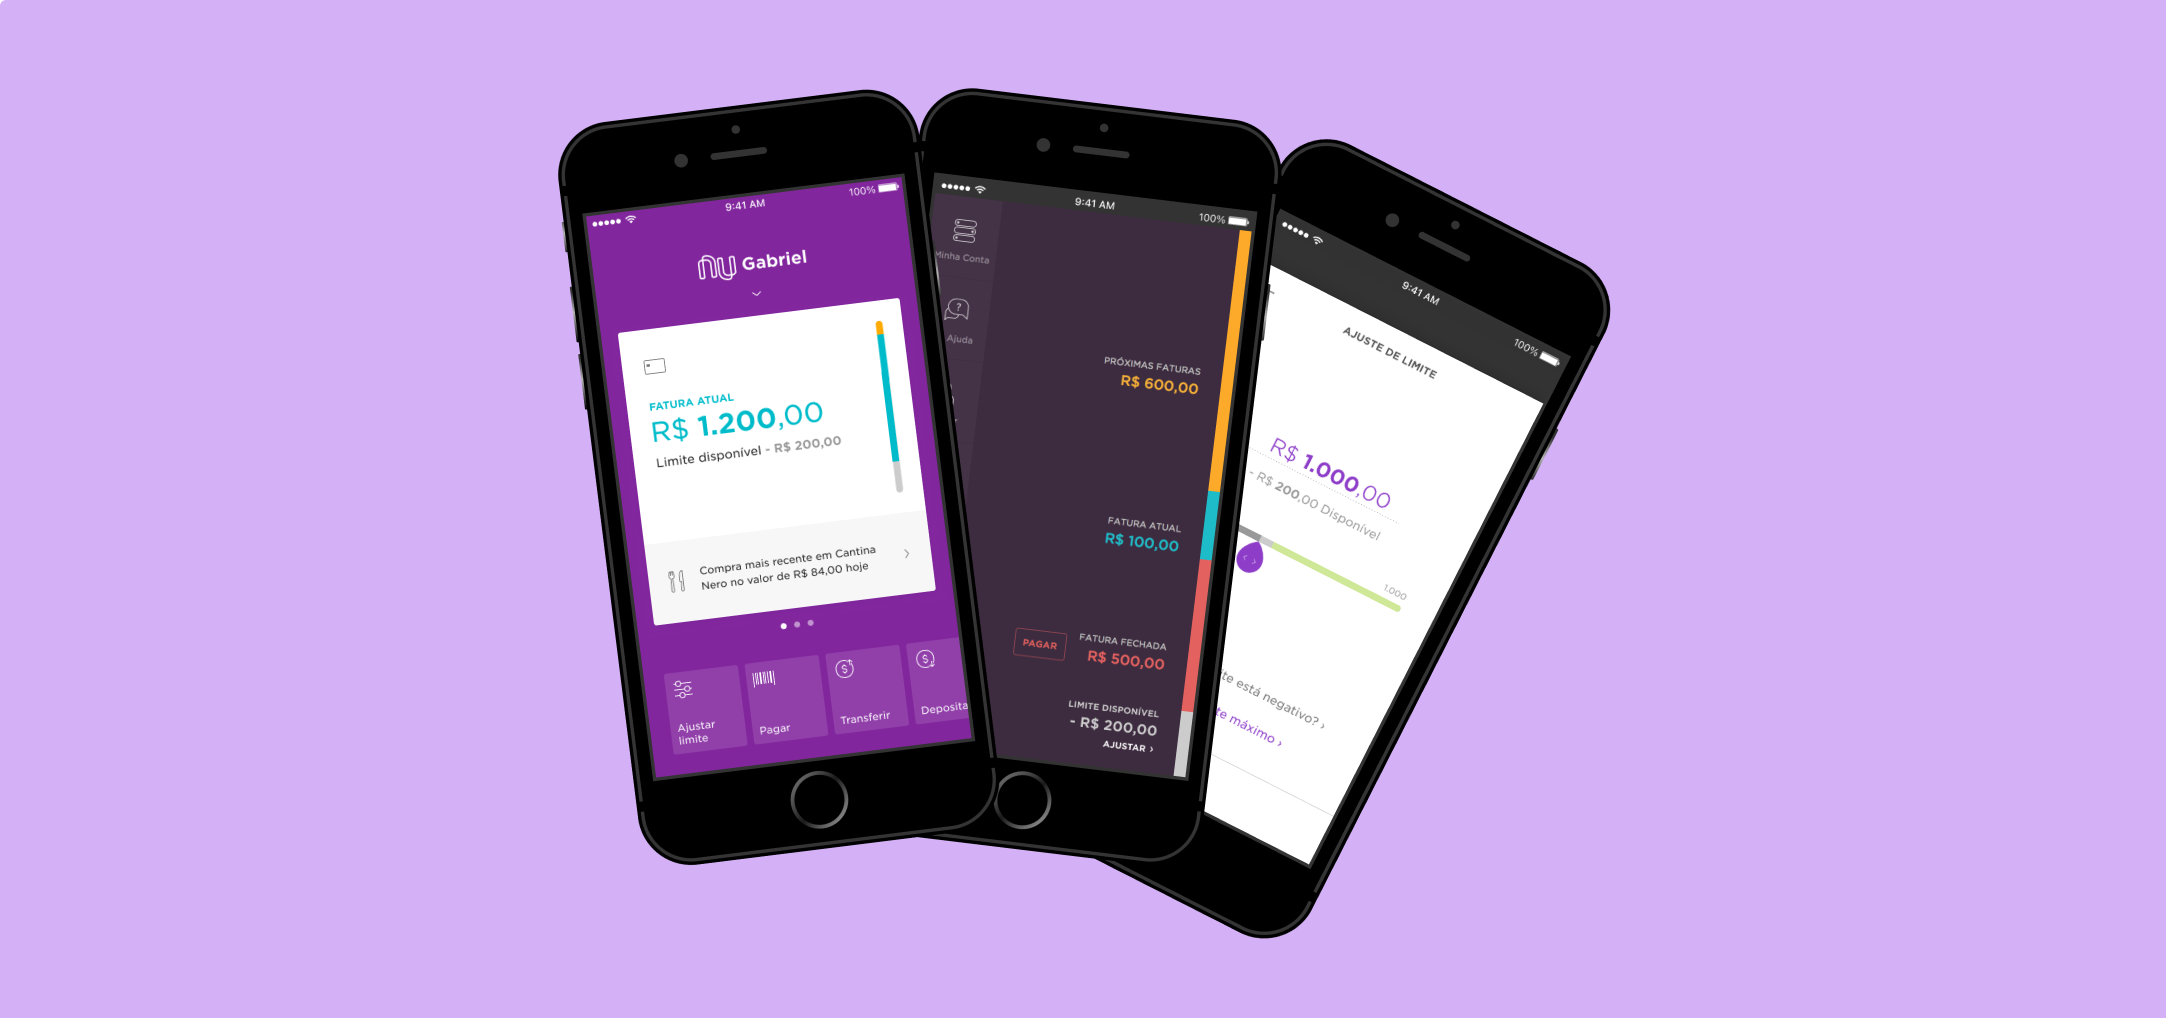 9:41 AM
100%
nu Gabriel
FATURA ATUAL
R$ 1.200,00
Limite disponível - R$ 200,00
Compra mais recente em Cantina
Nero no valor de R$ 84,00 hoje
Ajustar
limite
Pagar
Transferir
Deposita
9:41 AM
100%
Minha Conta
Ajuda
PRÓXIMAS FATURAS
R$ 600,00
FATURA ATUAL
R$ 100,00
PAGAR
FATURA FECHADA
R$ 500,00
LIMITE DISPONÍVEL
- R$ 200,00
AJUSTAR ›
9:41 AM
100%
AJUSTE DE LIMITE
R$ 1.000,00
- R$ 200,00 Disponível
1.000
te está negativo? ›
te máximo ›